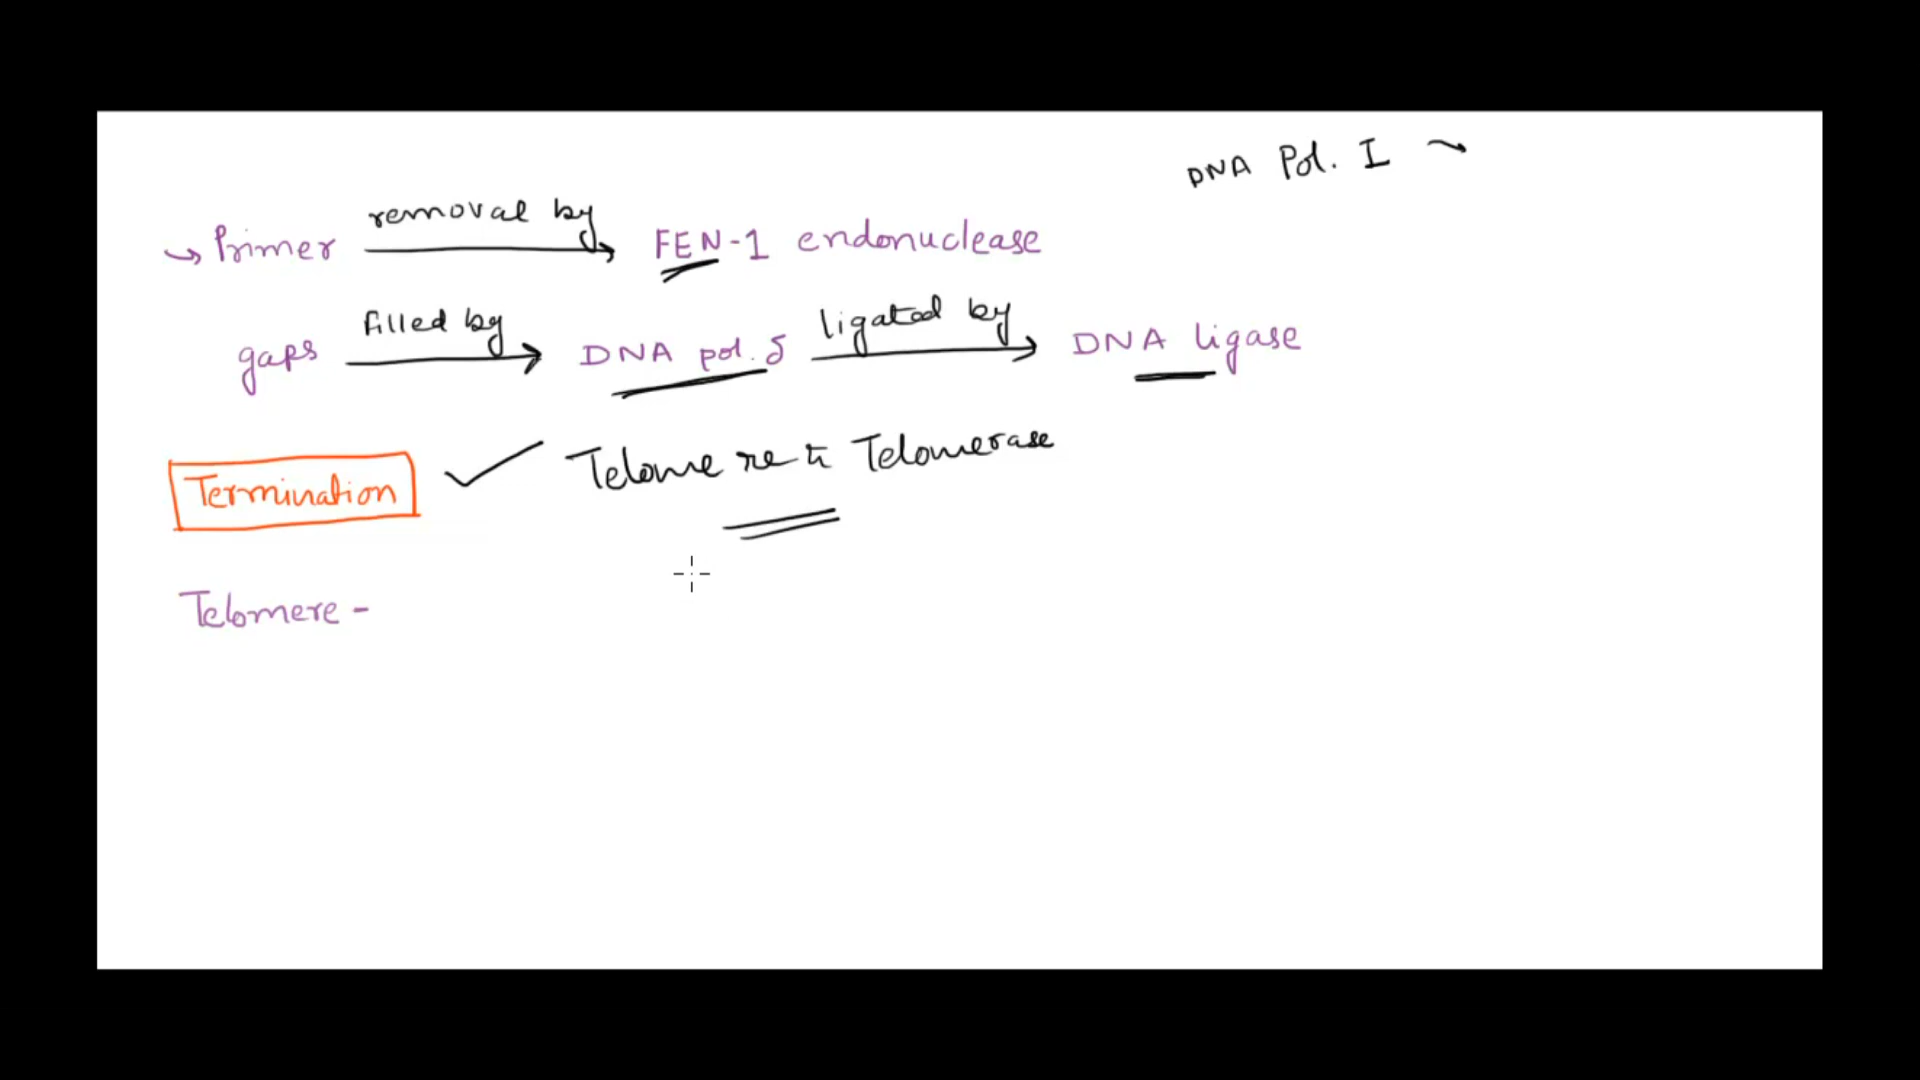 DNA Pol. I
Primer removal by FEN-1 endonuclease
gaps filled by DNA pol. δ ligated by DNA ligase
Termination Telomere Telomerase
Telomere -